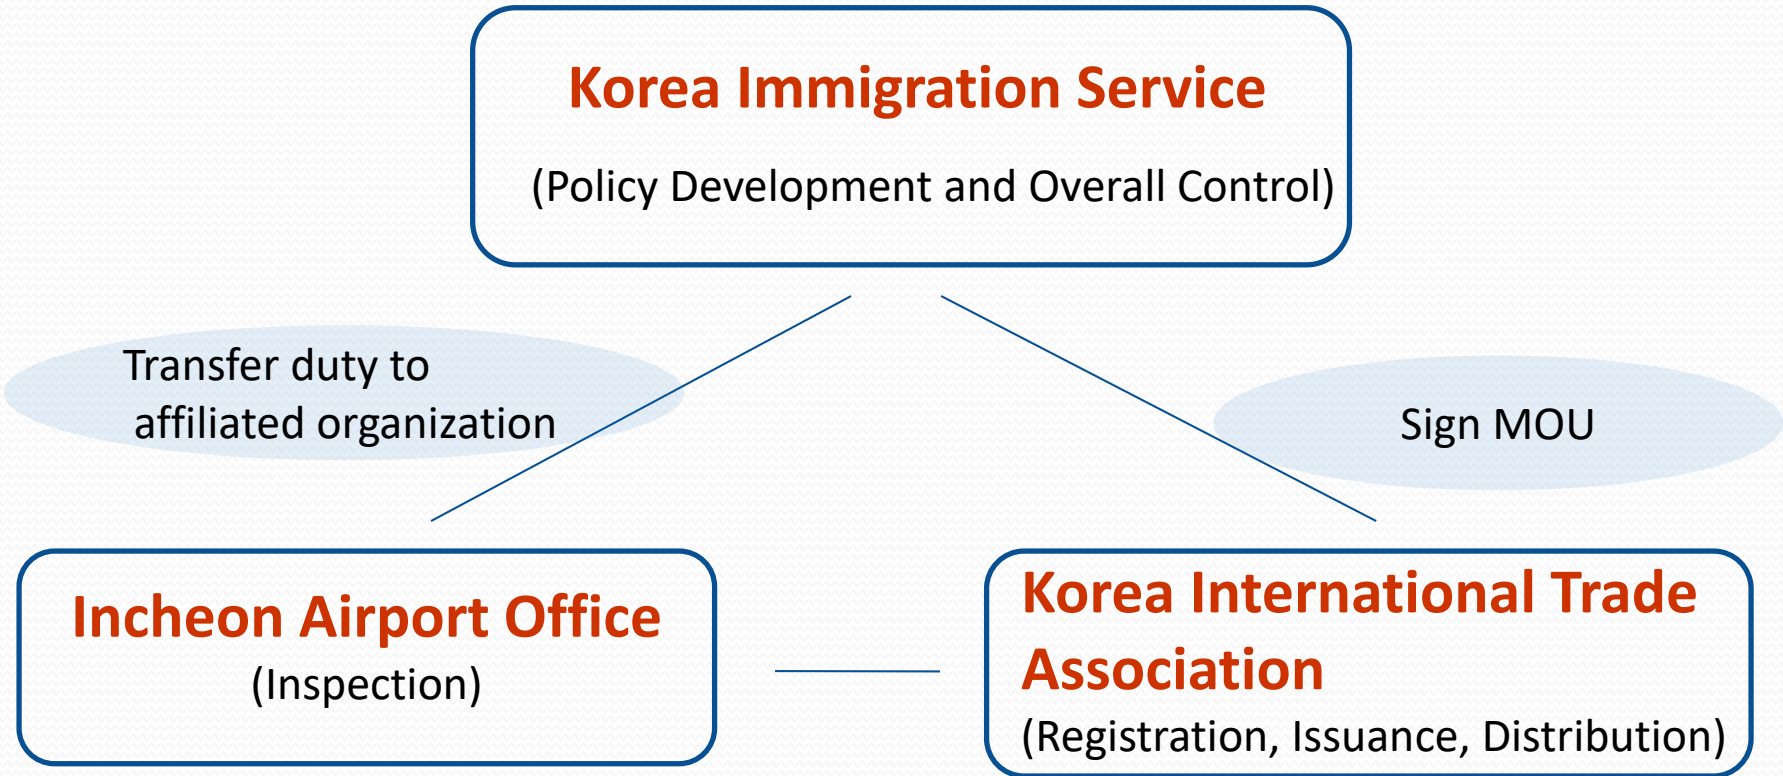 Korea Immigration Service
(Policy Development and Overall Control)
Transfer duty to
affiliated organization
Sign MOU
Incheon Airport Office
(Inspection)
Korea International Trade
Association
(Registration, Issuance, Distribution)